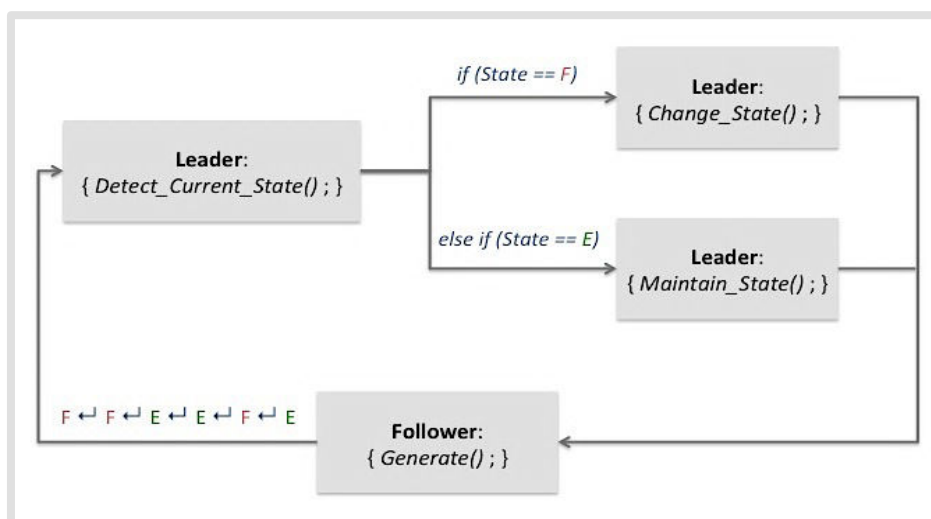 if (State == F)
Leader:
{ Change_State() ; }
Leader:
{ Detect_Current_State() ; }
else if (State == E)
Leader:
{ Maintain_State() ; }
F ↵ F ↵ E ↵ E ↵ F ↵ E
Follower:
{ Generate() ; }